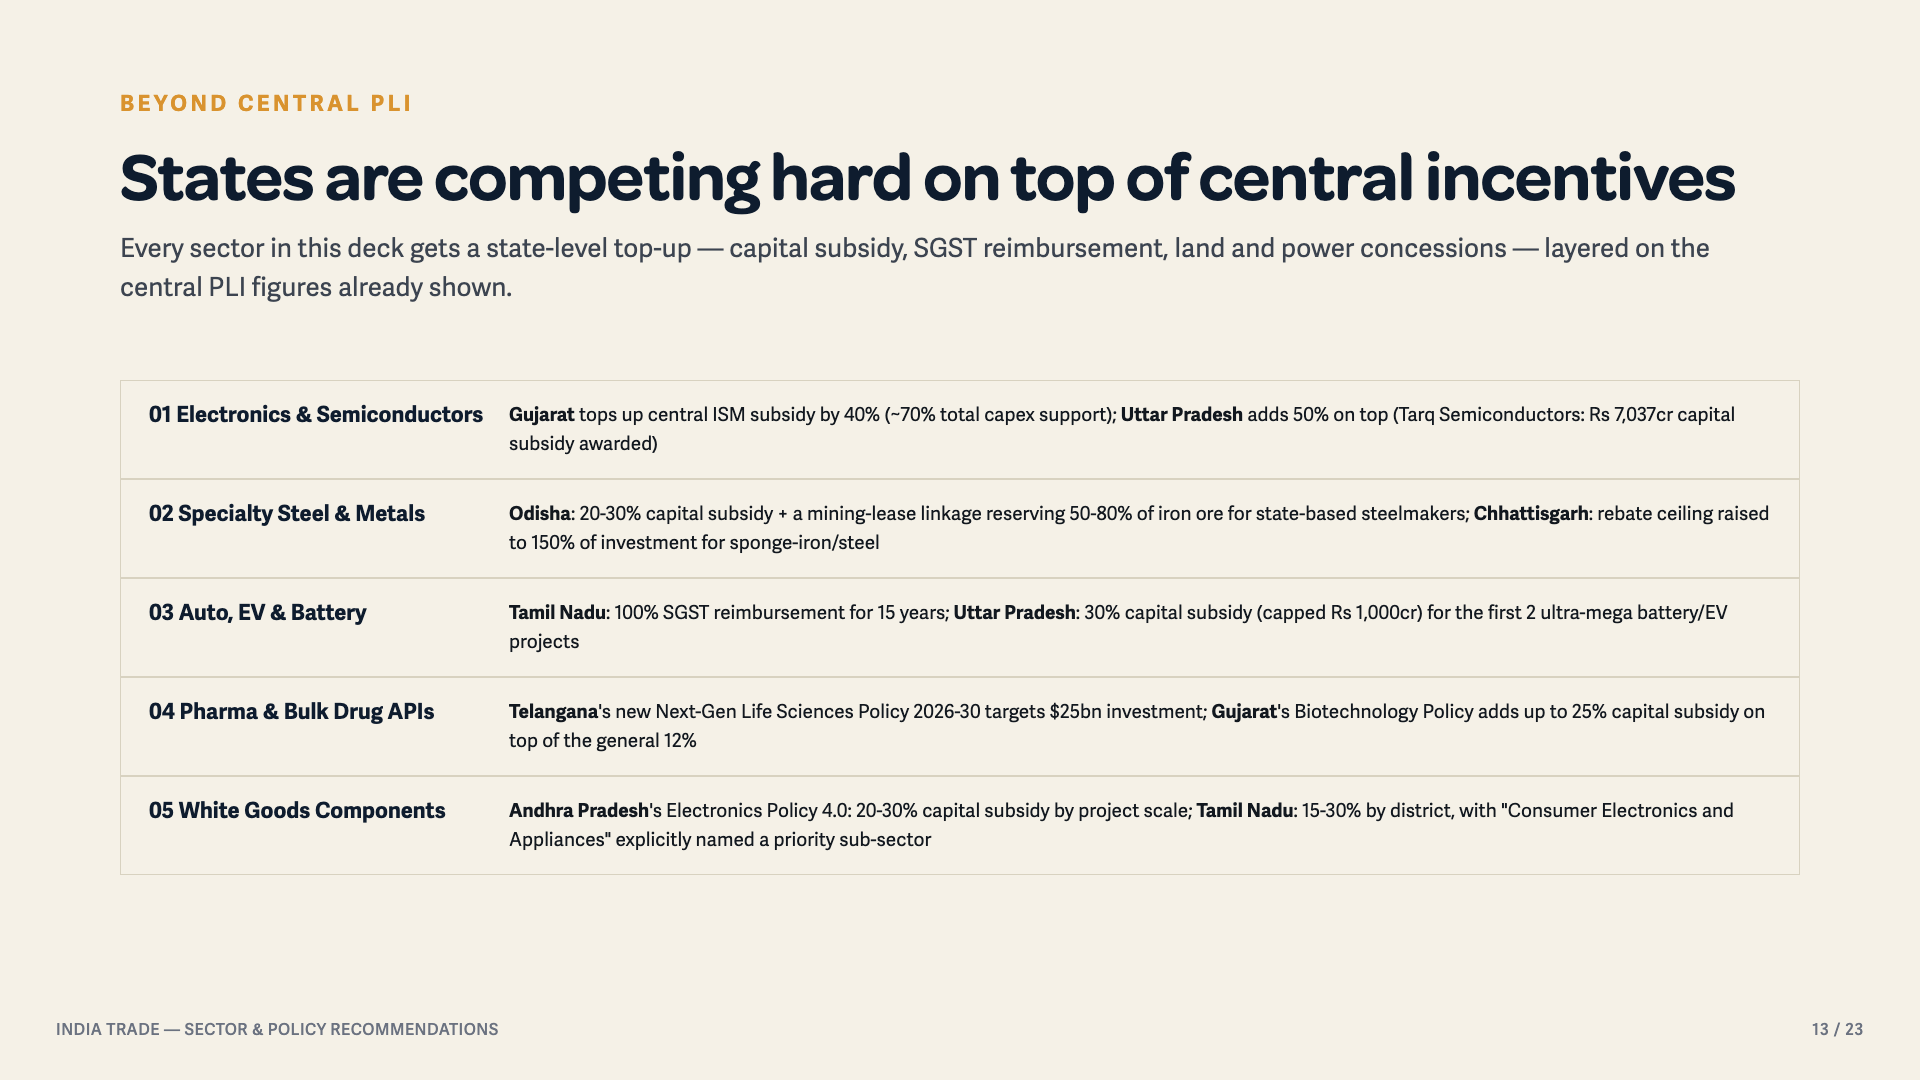 BEYOND CENTRAL PLI
States are competing hard on top of central incentives
Every sector in this deck gets a state-level top-up — capital subsidy, SGST reimbursement, land and power concessions — layered on the
central PLI figures already shown.
01 Electronics & Semiconductors
Gujarat tops up central ISM subsidy by 40% (~70% total capex support); Uttar Pradesh adds 50% on top (Tarq Semiconductors: Rs 7,037cr capital
subsidy awarded)
02 Specialty Steel & Metals
Odisha: 20-30% capital subsidy + a mining-lease linkage reserving 50-80% of iron ore for state-based steelmakers; Chhattisgarh: rebate ceiling raised
to 150% of investment for sponge-iron/steel
03 Auto, EV & Battery
Tamil Nadu: 100% SGST reimbursement for 15 years; Uttar Pradesh: 30% capital subsidy (capped Rs 1,000cr) for the first 2 ultra-mega battery/EV
projects
04 Pharma & Bulk Drug APIs
Telangana's new Next-Gen Life Sciences Policy 2026-30 targets $25bn investment; Gujarat's Biotechnology Policy adds up to 25% capital subsidy on
top of the general 12%
05 White Goods Components
Andhra Pradesh's Electronics Policy 4.0: 20-30% capital subsidy by project scale; Tamil Nadu: 15-30% by district, with "Consumer Electronics and
Appliances" explicitly named a priority sub-sector
INDIA TRADE — SECTOR & POLICY RECOMMENDATIONS
13 / 23